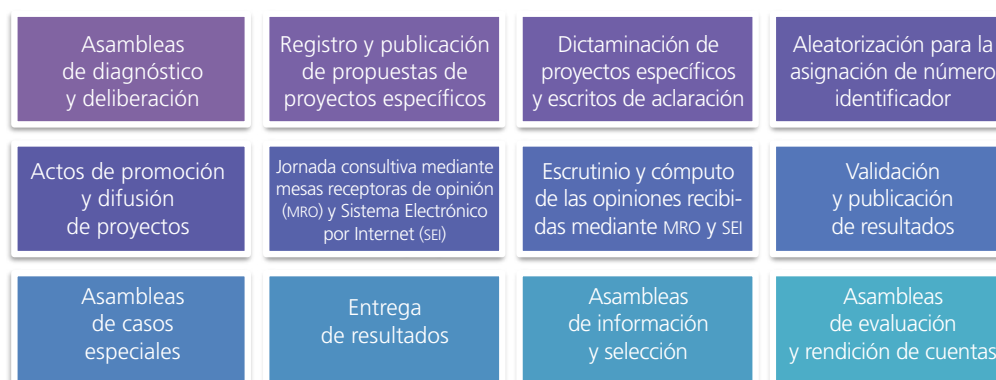 Asambleas
de diagnóstico
y deliberación
Registro y publicación
de propuestas de
proyectos específicos
Dictaminación de
proyectos específicos
y escritos de aclaración
Aleatorización para la
asignación de número
identificador
Actos de promoción
y difusión
de proyectos
Jornada consultiva mediante
mesas receptoras de opinión
(MRO) y Sistema Electrónico
por Internet (SEI)
Escrutinio y cómputo
de las opiniones recibi-
das mediante MRO y SEI
Validación
y publicación
de resultados
Asambleas
de casos
especiales
Entrega
de resultados
Asambleas
de información
y selección
Asambleas
de evaluación
y rendición de cuentas